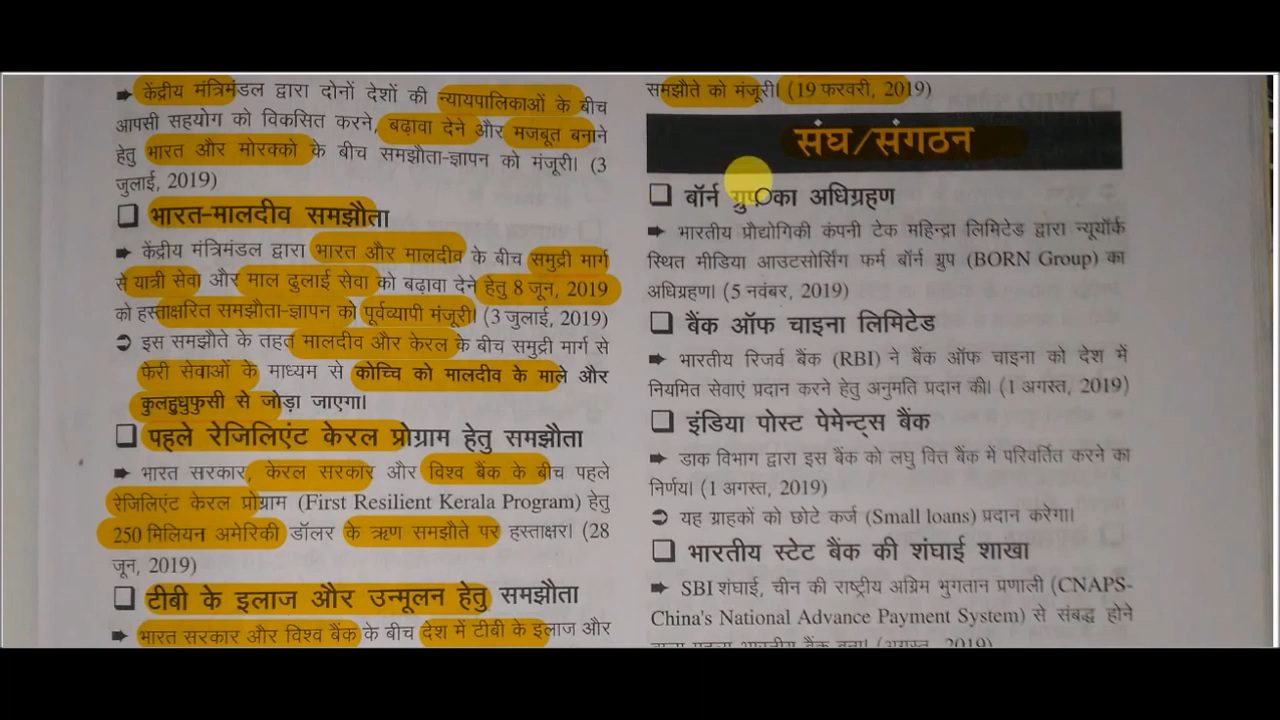 ➨ केंद्रीय मंत्रिमंडल द्वारा दोनों देशों की न्यायपालिकाओं के बीच
आपसी सहयोग को विकसित करने, बढ़ावा देने और मजबूत बनाने
हेतु भारत और मोरक्को के बीच समझौता-ज्ञापन को मंजूरी। (3
जुलाई, 2019)
❑ भारत-मालदीव समझौता
➨ केंद्रीय मंत्रिमंडल द्वारा भारत और मालदीव के बीच समुद्री मार्ग
से यात्री सेवा और माल ढुलाई सेवा को बढ़ावा देने हेतु 8 जून, 2019
को हस्ताक्षरित समझौता-ज्ञापन को पूर्वव्यापी मंजूरी। (3 जुलाई, 2019)
➲ इस समझौते के तहत मालदीव और केरल के बीच समुद्री मार्ग से
फेरी सेवाओं के माध्यम से कोच्चि को मालदीव के माले और
कुलहुधुफुसी से जोड़ा जाएगा।
❑ पहले रेजिलिएंट केरल प्रोग्राम हेतु समझौता
➨ भारत सरकार, केरल सरकार और विश्व बैंक के बीच पहले
रेजिलिएंट केरल प्रोग्राम (First Resilient Kerala Program) हेतु
250 मिलियन अमेरिकी डॉलर के ऋण समझौते पर हस्ताक्षर। (28
जून, 2019)
❑ टीबी के इलाज और उन्मूलन हेतु समझौता
➨ भारत सरकार और विश्व बैंक के बीच देश में टीबी के इलाज और
समझौते को मंजूरी। (19 फरवरी, 2019)
संघ/संगठन
❑ बॉर्न ग्रुप का अधिग्रहण
➨ भारतीय प्रौद्योगिकी कंपनी टेक महिन्द्रा लिमिटेड द्वारा न्यूयॉर्क
स्थित मीडिया आउटसोर्सिंग फर्म बॉर्न ग्रुप (BORN Group) का
अधिग्रहण। (5 नवंबर, 2019)
❑ बैंक ऑफ चाइना लिमिटेड
➨ भारतीय रिजर्व बैंक (RBI) ने बैंक ऑफ चाइना को देश में
नियमित सेवाएं प्रदान करने हेतु अनुमति प्रदान की। (1 अगस्त, 2019)
❑ इंडिया पोस्ट पेमेन्ट्स बैंक
➨ डाक विभाग द्वारा इस बैंक को लघु वित्त बैंक में परिवर्तित करने का
निर्णय। (1 अगस्त, 2019)
➲ यह ग्राहकों को छोटे कर्ज (Small loans) प्रदान करेगा।
❑ भारतीय स्टेट बैंक की शंघाई शाखा
➨ SBI शंघाई, चीन की राष्ट्रीय अग्रिम भुगतान प्रणाली (CNAPS-
China's National Advance Payment System) से संबद्ध होने
वाला पहला भारतीय बैंक बना। (अगस्त, 2019)